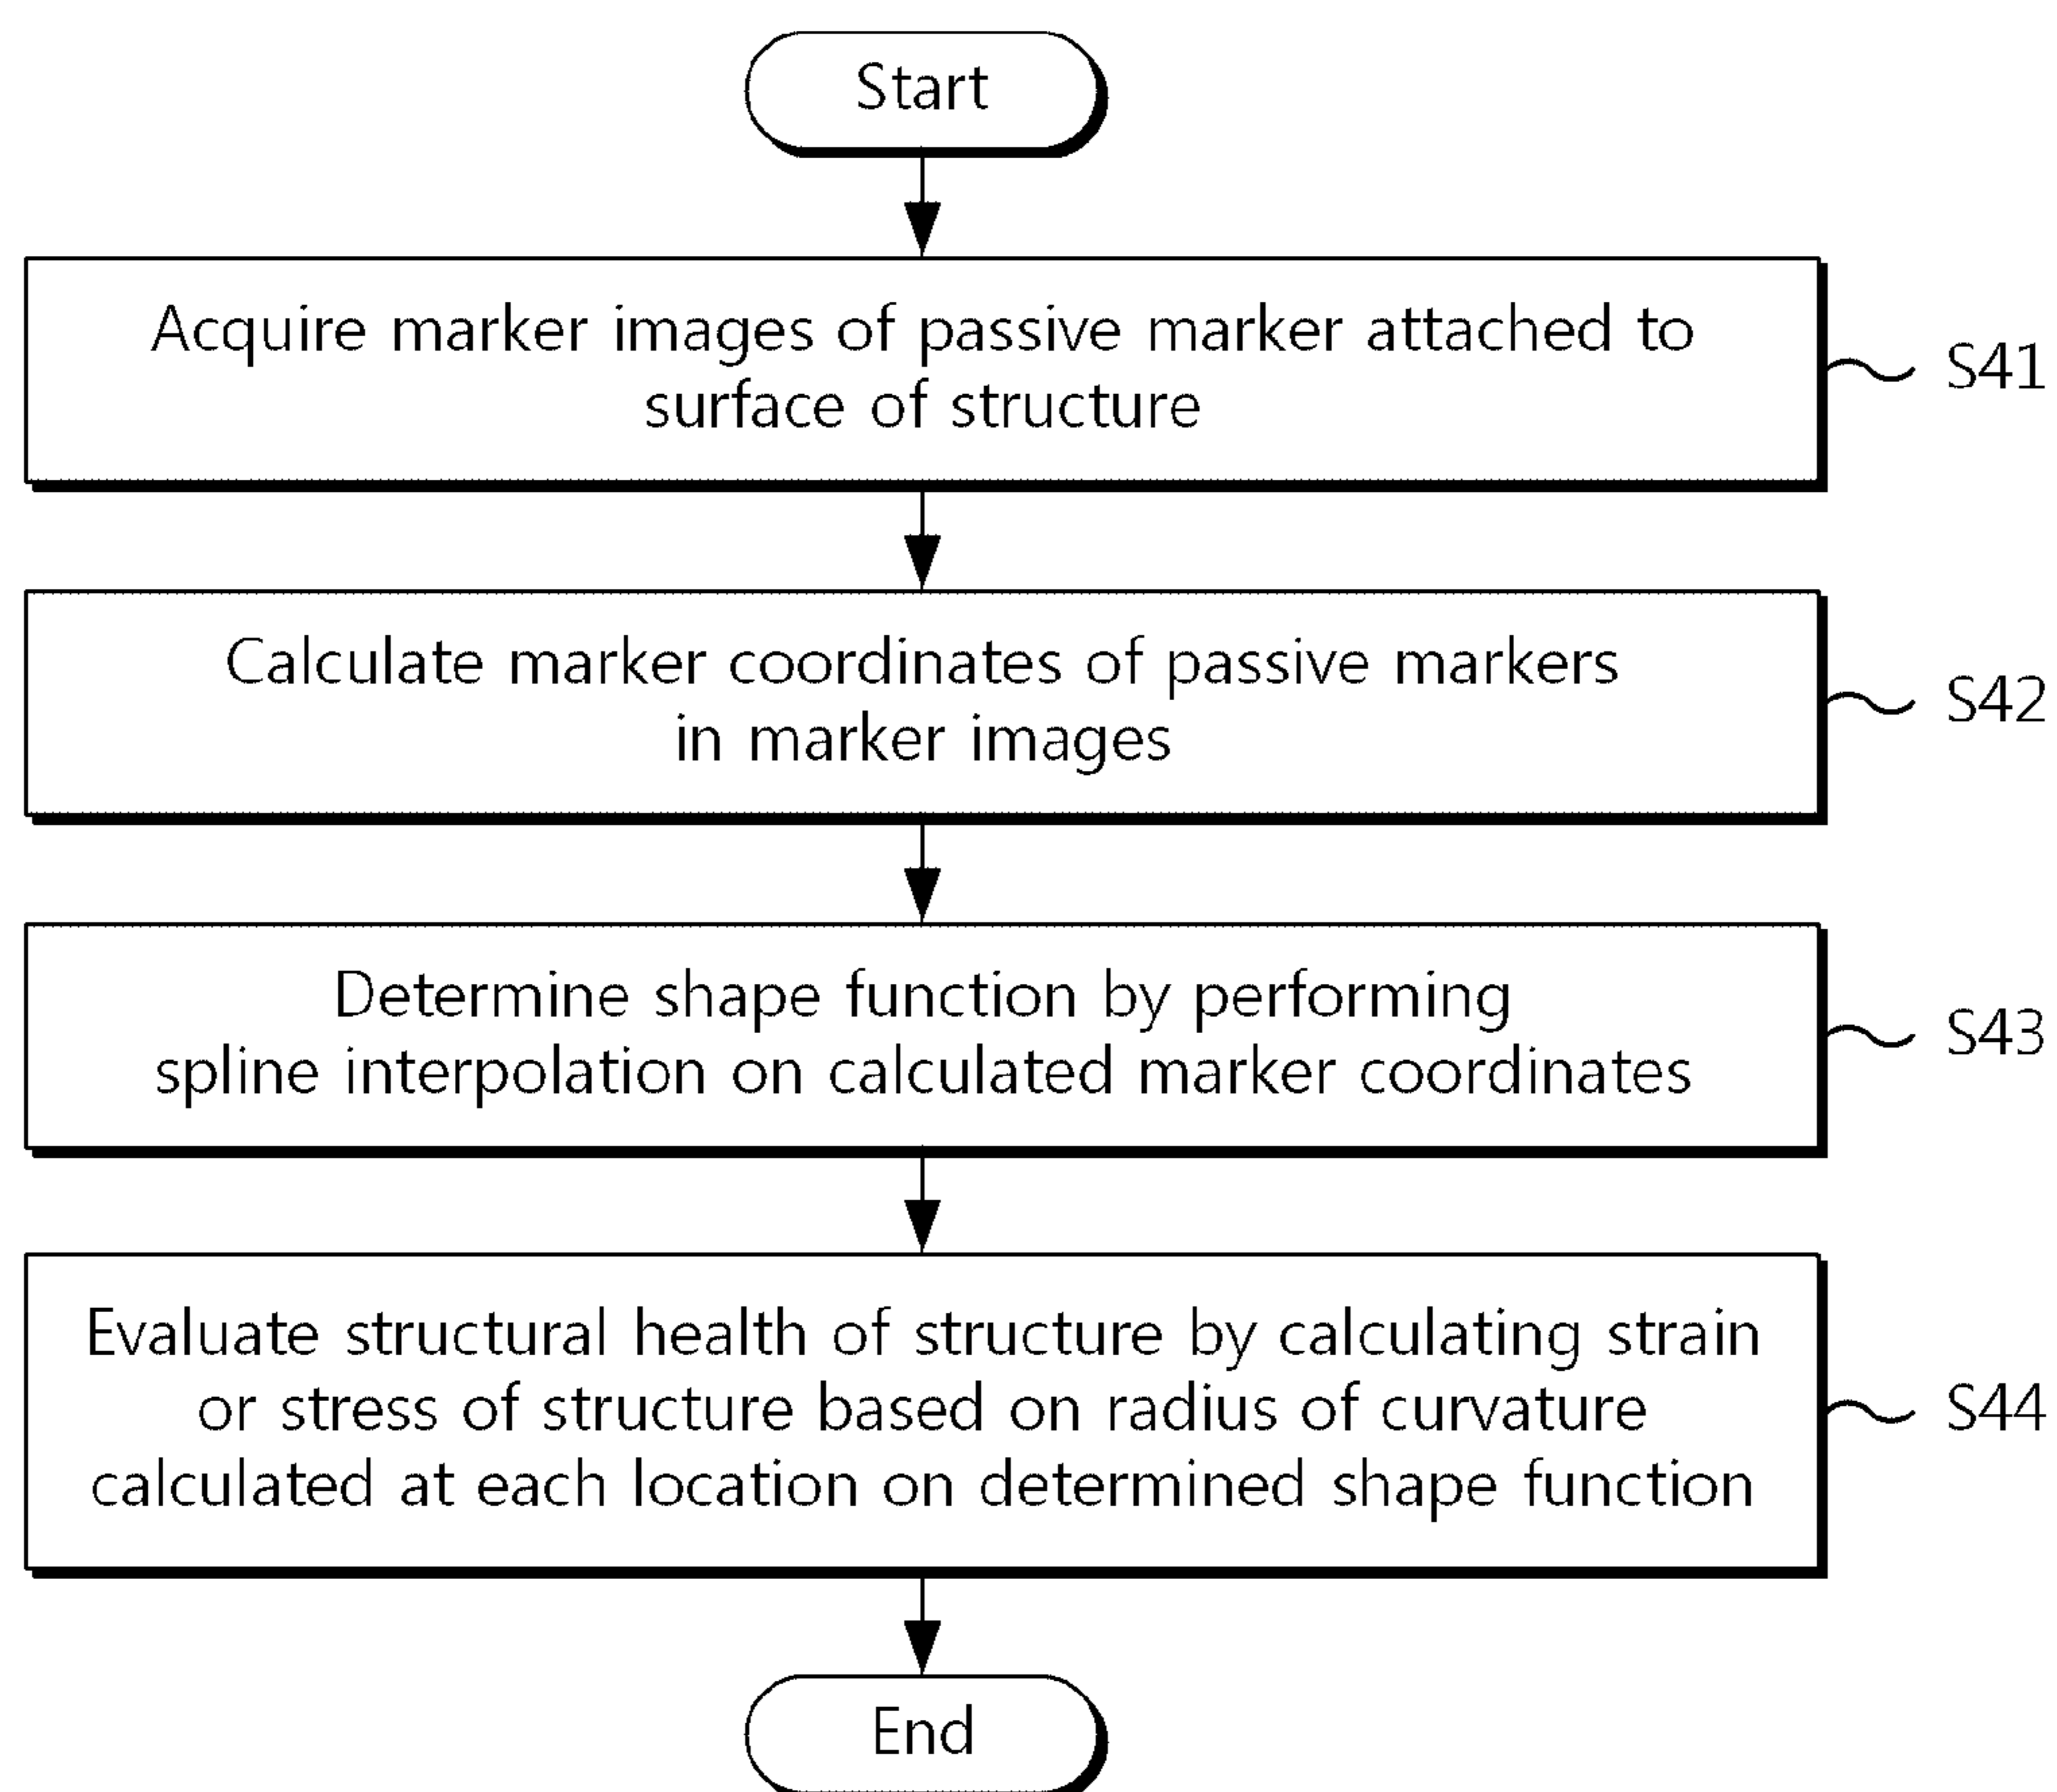 Start
Acquire marker images of passive marker attached to
surface of structure
S41
Calculate marker coordinates of passive markers
in marker images
S42
Determine shape function by performing
spline interpolation on calculated marker coordinates
S43
Evaluate structural health of structure by calculating strain
or stress of structure based on radius of curvature
calculated at each location on determined shape function
S44
End